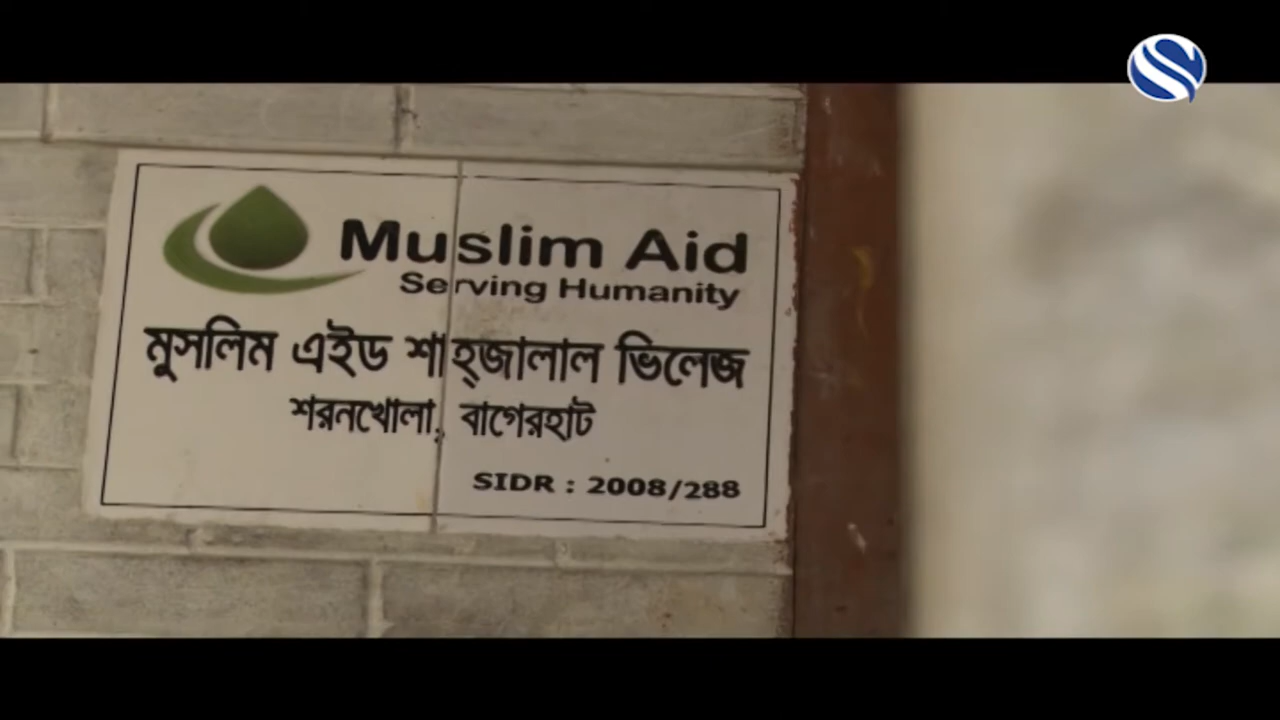 Muslim Aid
Serving Humanity
মুসলিম এইড শাহ্জালাল ভিলেজ
শরনখোলা, বাগেরহাট
SIDR : 2008/288